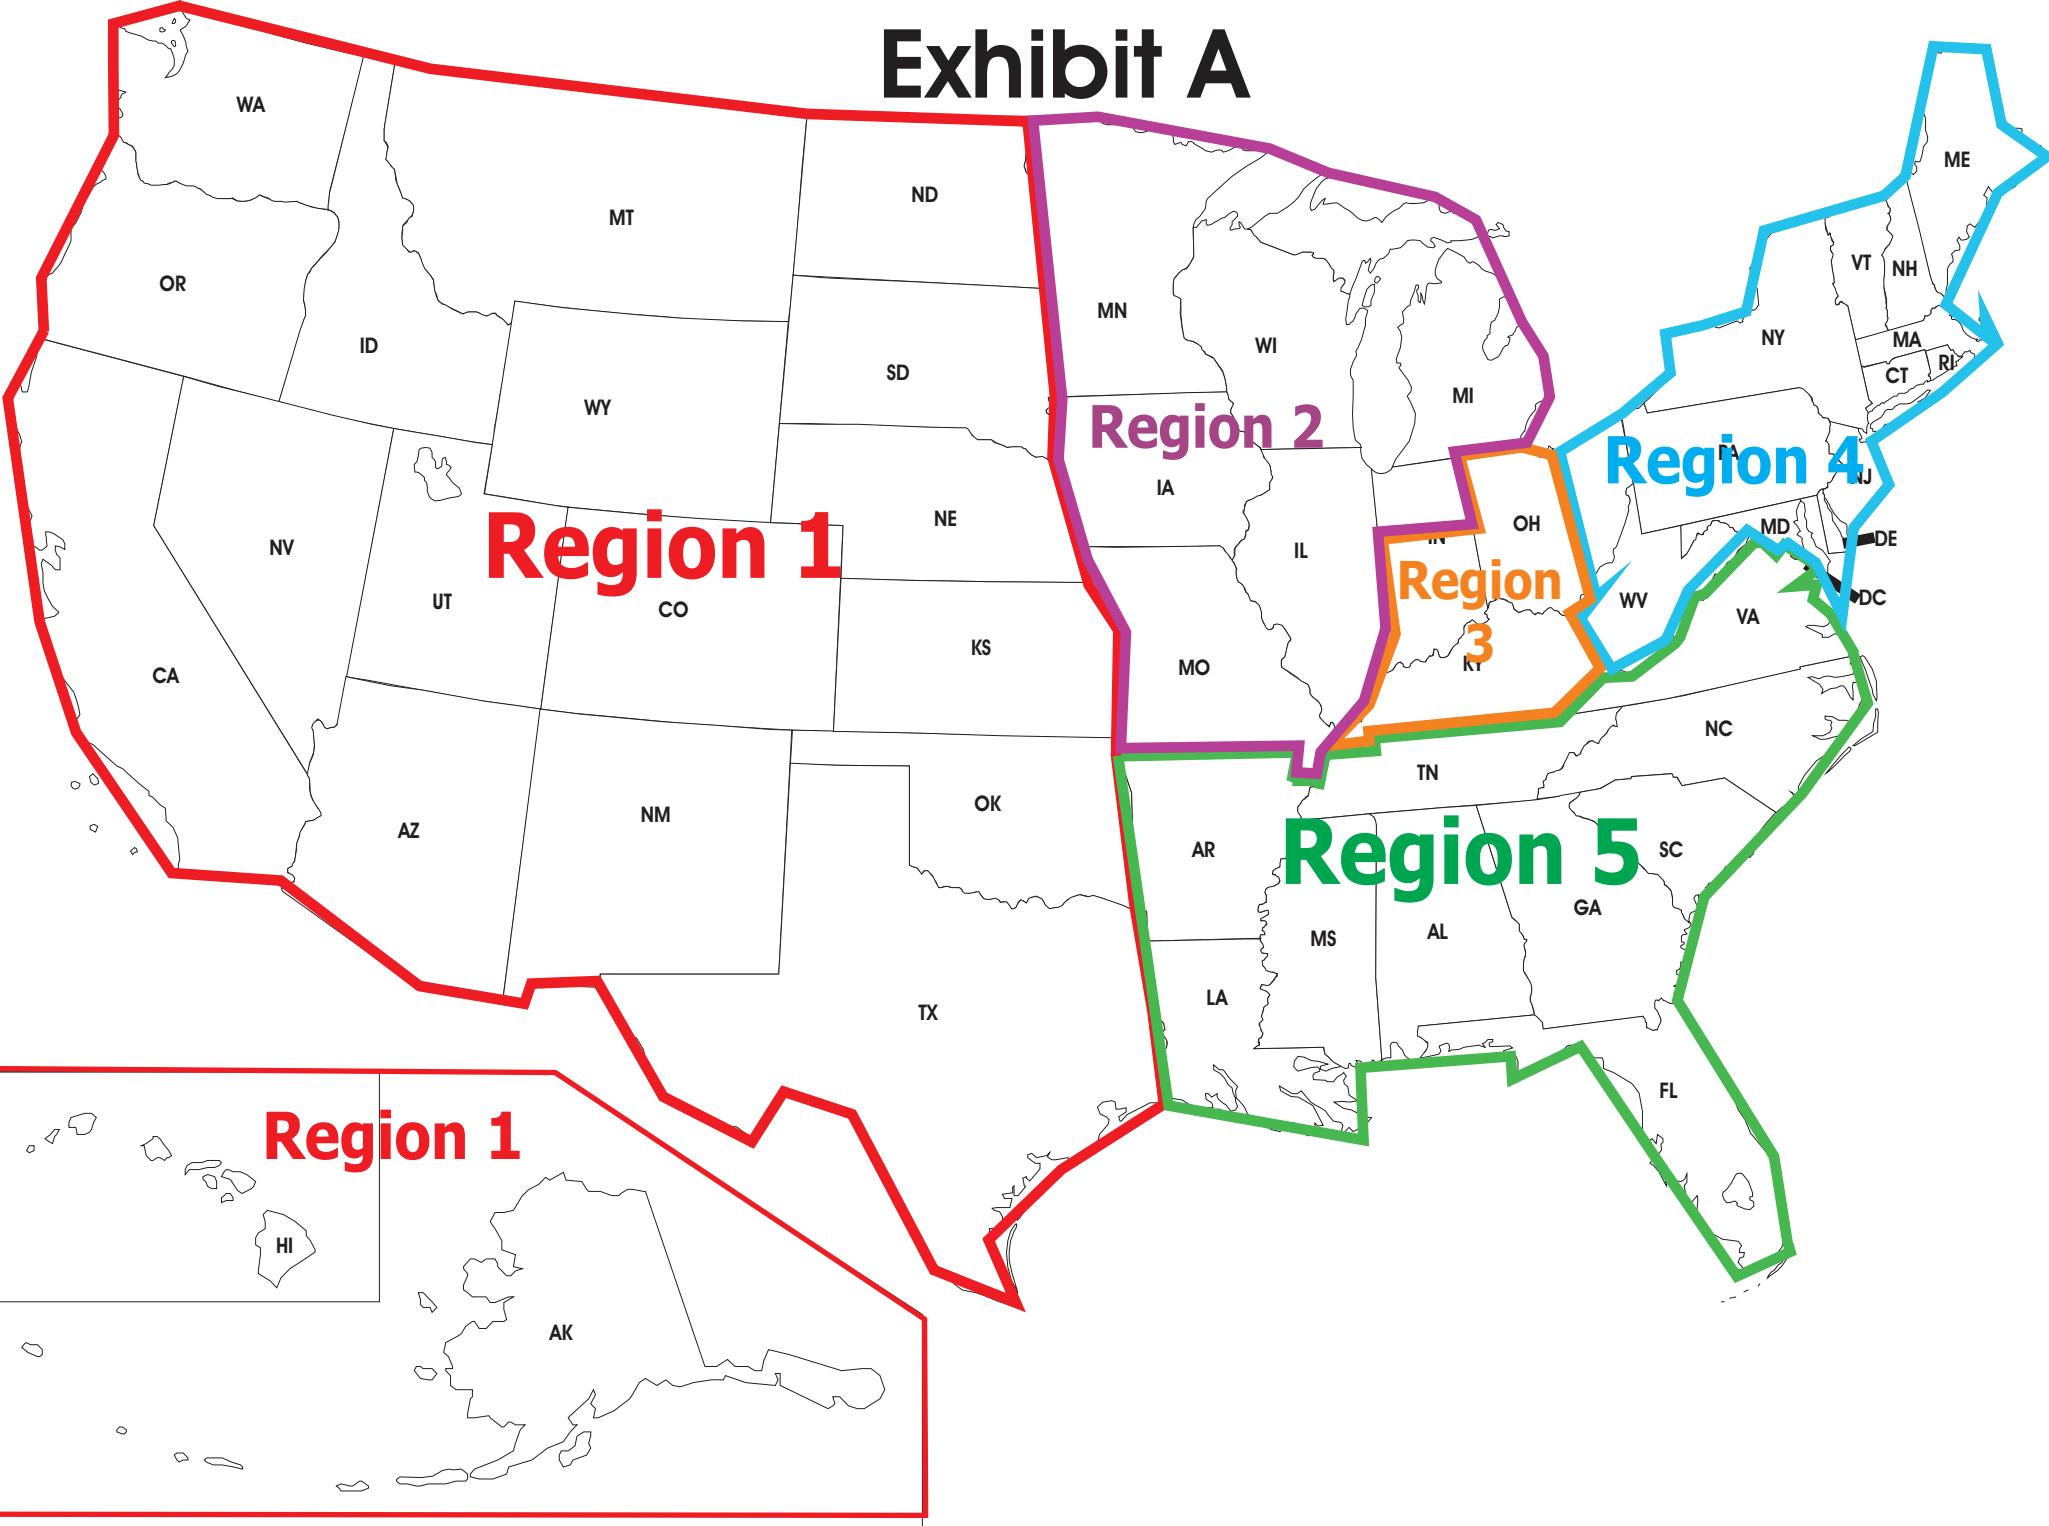 Exhibit A
WA
MT
ND
OR
ID
WY
SD
MN
WI
MI
ME
VT
NH
NY
MA
CT
RI
Region 2
Region 4
PA
NJ
IA
NE
NV
Region 1
UT
CO
CA
KS
MO
IL
IN
OH
Region
3
KY
WV
MD
DE
DC
VA
NC
TN
AZ
NM
OK
AR
Region 5
SC
GA
MS
AL
LA
TX
FL
Region 1
HI
AK